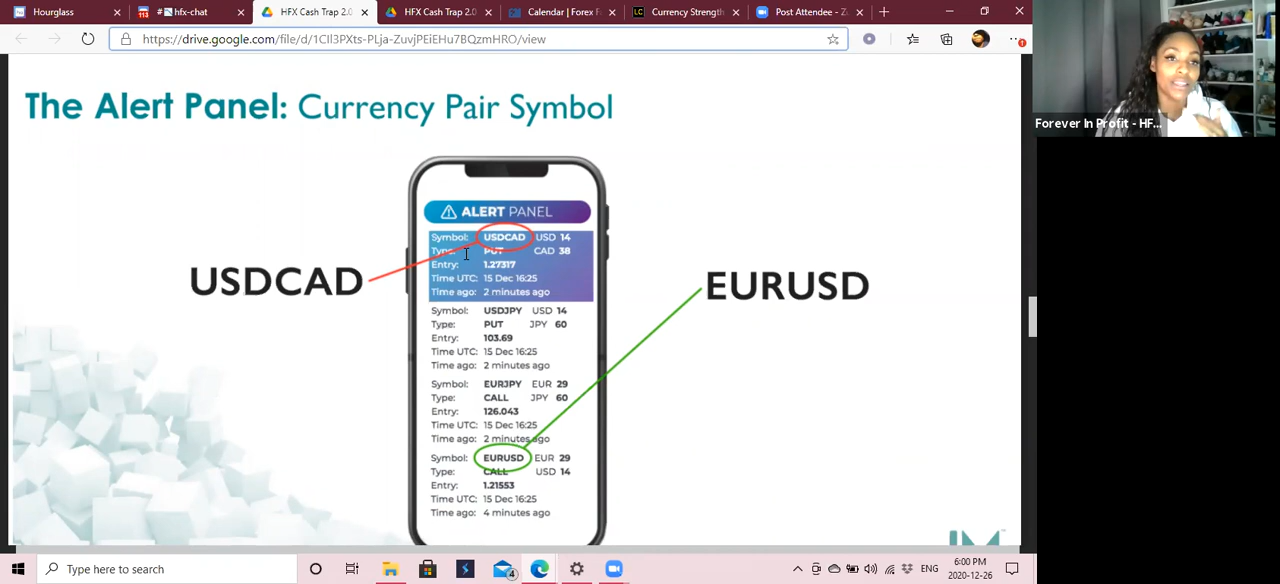 Hourglass
# hfx-chat
113
HFX Cash Trap 2.0
HFX Cash Trap 2.0
Calendar | Forex F
LC
Currency Strength
Post Attendee - Z
https://drive.google.com/file/d/1CIl3PXts-PLja-ZuvjPEiEHu7BQzmHRO/view
Forever In Profit - HF...
The Alert Panel: Currency Pair Symbol
ALERT PANEL
Symbol: USDCAD USD 14
Type: PUT CAD 38
Entry: 1.27317
Time UTC: 15 Dec 16:25
Time ago: 2 minutes ago
Symbol: USDJPY USD 14
Type: PUT JPY 60
Entry: 103.69
Time UTC: 15 Dec 16:25
Time ago: 2 minutes ago
Symbol: EURJPY EUR 29
Type: CALL JPY 60
Entry: 126.043
Time UTC: 15 Dec 16:25
Time ago: 2 minutes ago
Symbol: EURUSD EUR 29
Type: CALL USD 14
Entry: 1.21553
Time UTC: 15 Dec 16:25
Time ago: 4 minutes ago
USDCAD
EURUSD
Type here to search
4
ENG
6:00 PM
2020-12-26